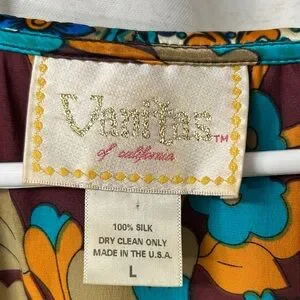 Vanitas™
of california
100% SILK
DRY CLEAN ONLY
MADE IN THE U.S.A.
L